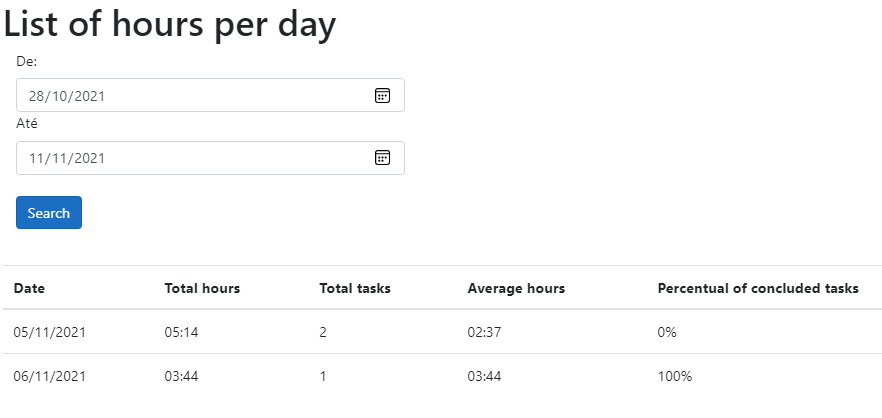 List of hours per day
De:
28/10/2021
Até
11/11/2021
Search
Date Total hours Total tasks Average hours Percentual of concluded tasks
05/11/2021 05:14 2 02:37 0%
06/11/2021 03:44 1 03:44 100%